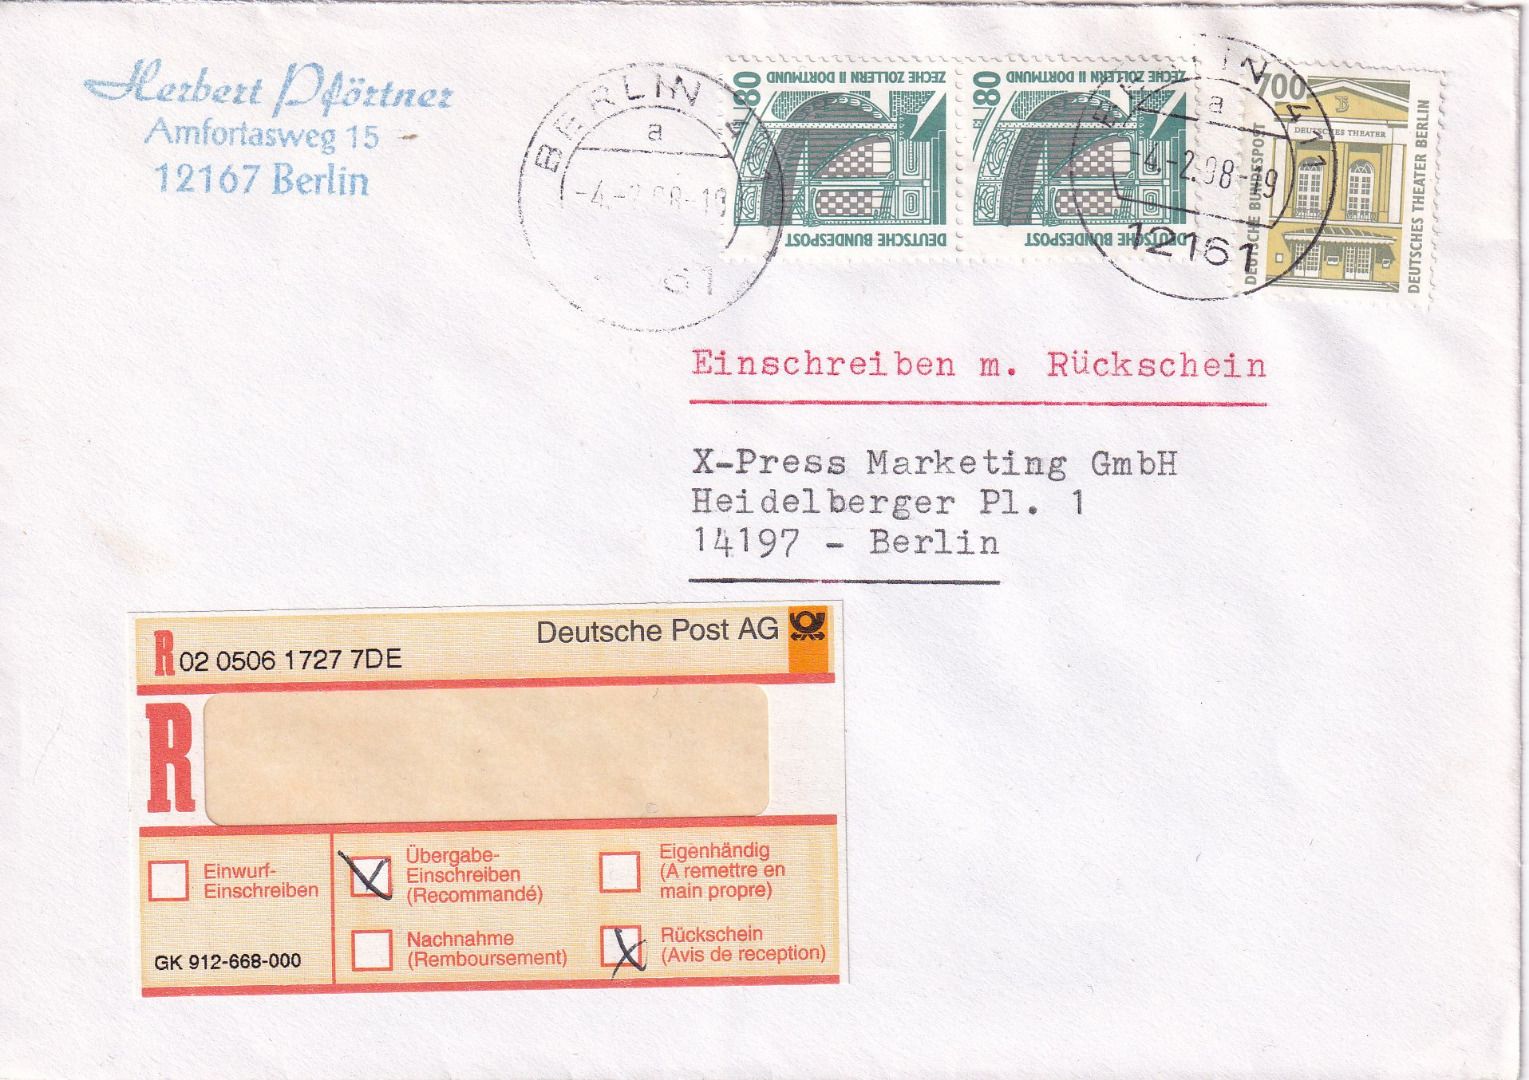 Herbert Pförtner
Amfortasweg 15
12167 Berlin
BERLIN
a
80
ZECHE ZOLLERN II DORTMUND
DEUTSCHE BUNDESPOST
80
ZECHE ZOLLERN II DORTMUND
DEUTSCHE BUNDESPOST
BERLIN 411
a
-4.-2.98-19
12161
700
DEUTSCHES THEATER
DEUTSCHE BUNDESPOST
DEUTSCHES THEATER BERLIN
Einschreiben m. Rückschein
X-Press Marketing GmbH
Heidelberger Pl. 1
14197 - Berlin
Deutsche Post AG
R 02 0506 1727 7DE
R
Einwurf-
Einschreiben
GK 912-668-000
Übergabe-
Einschreiben
(Recommandé)
Nachnahme
(Remboursement)
Eigenhändig
(A remettre en
main propre)
Rückschein
(Avis de reception)